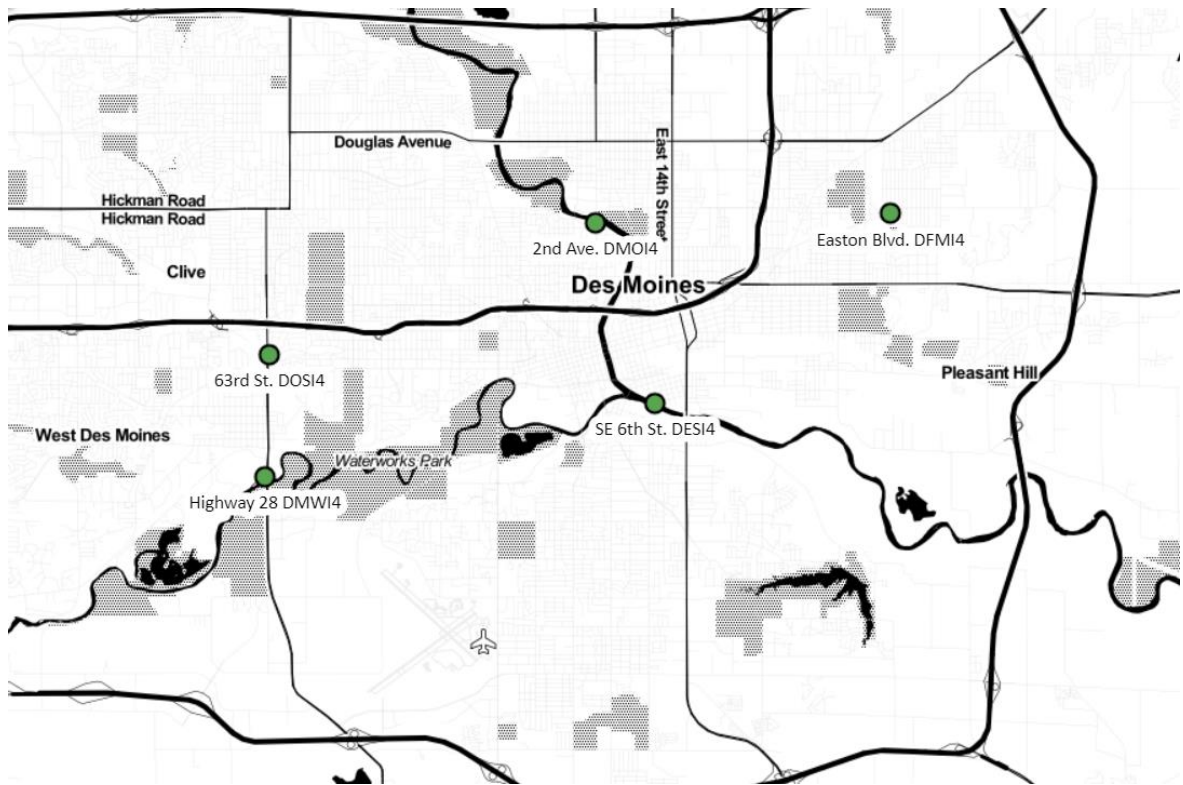 Douglas Avenue
East 14th Street
Hickman Road
Hickman Road
2nd Ave. DMOI4
Easton Blvd. DFMI4
Clive
Des Moines
63rd St. DOSI4
Pleasant Hill
SE 6th St. DESI4
West Des Moines
Waterworks Park
Highway 28 DMWI4